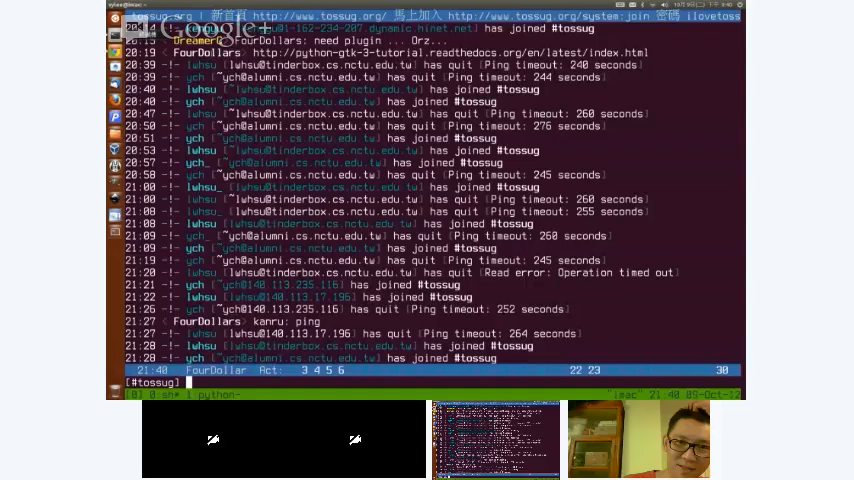 tossug.org | 新首頁 http://www.tossug.org/ 馬上加入 http://www.tossug.org/system:join 密碼 ilovetoss
Google+
i-162-234-207.dynamic.hinet.net] has joined #tossug
20:15 < DreamerC> FourDollars: need plugin ... Orz...
20:19 < FourDollars> http://python-gtk-3-tutorial.readthedocs.org/en/latest/index.html
20:39 -!- lwhsu [lwhsu@tinderbox.cs.nctu.edu.tw] has quit [Ping timeout: 240 seconds]
20:39 -!- ych [~ych@alumni.cs.nctu.edu.tw] has quit [Ping timeout: 244 seconds]
20:40 -!- lwhsu [~lwhsu@tinderbox.cs.nctu.edu.tw] has joined #tossug
20:40 -!- ych [~ych@alumni.cs.nctu.edu.tw] has joined #tossug
20:47 -!- lwhsu [~lwhsu@tinderbox.cs.nctu.edu.tw] has quit [Ping timeout: 260 seconds]
20:50 -!- ych [~ych@alumni.cs.nctu.edu.tw] has quit [Ping timeout: 276 seconds]
20:51 -!- ych [~ych@alumni.cs.nctu.edu.tw] has joined #tossug
20:53 -!- lwhsu [~lwhsu@tinderbox.cs.nctu.edu.tw] has joined #tossug
20:57 -!- ych_ [~ych@alumni.cs.nctu.edu.tw] has joined #tossug
20:58 -!- ych [~ych@alumni.cs.nctu.edu.tw] has quit [Ping timeout: 245 seconds]
21:00 -!- lwhsu_ [lwhsu@tinderbox.cs.nctu.edu.tw] has joined #tossug
21:00 -!- lwhsu [lwhsu@tinderbox.cs.nctu.edu.tw] has quit [Ping timeout: 260 seconds]
21:08 -!- lwhsu_ [lwhsu@tinderbox.cs.nctu.edu.tw] has quit [Ping timeout: 255 seconds]
21:08 -!- lwhsu [lwhsu@tinderbox.cs.nctu.edu.tw] has joined #tossug
21:09 -!- ych_ [~ych@alumni.cs.nctu.edu.tw] has quit [Ping timeout: 260 seconds]
21:09 -!- ych [~ych@alumni.cs.nctu.edu.tw] has joined #tossug
21:19 -!- ych [~ych@alumni.cs.nctu.edu.tw] has quit [Ping timeout: 245 seconds]
21:20 -!- lwhsu [lwhsu@tinderbox.cs.nctu.edu.tw] has quit [Read error: Operation timed out]
21:21 -!- ych [~ych@140.113.235.116] has joined #tossug
21:22 -!- lwhsu [lwhsu@140.113.17.196] has joined #tossug
21:26 -!- ych [~ych@140.113.235.116] has quit [Ping timeout: 252 seconds]
21:27 < FourDollars> kanru: ping
21:27 -!- lwhsu [lwhsu@140.113.17.196] has quit [Ping timeout: 264 seconds]
21:28 -!- lwhsu [lwhsu@tinderbox.cs.nctu.edu.tw] has joined #tossug
21:28 -!- ych [~ych@alumni.cs.nctu.edu.tw] has joined #tossug
21:40 FourDollar Act: 3 4 5 6 22 23 30
[#tossug]
[8] 0:sh* 1:python- "imac" 21:40 09-Oct-12